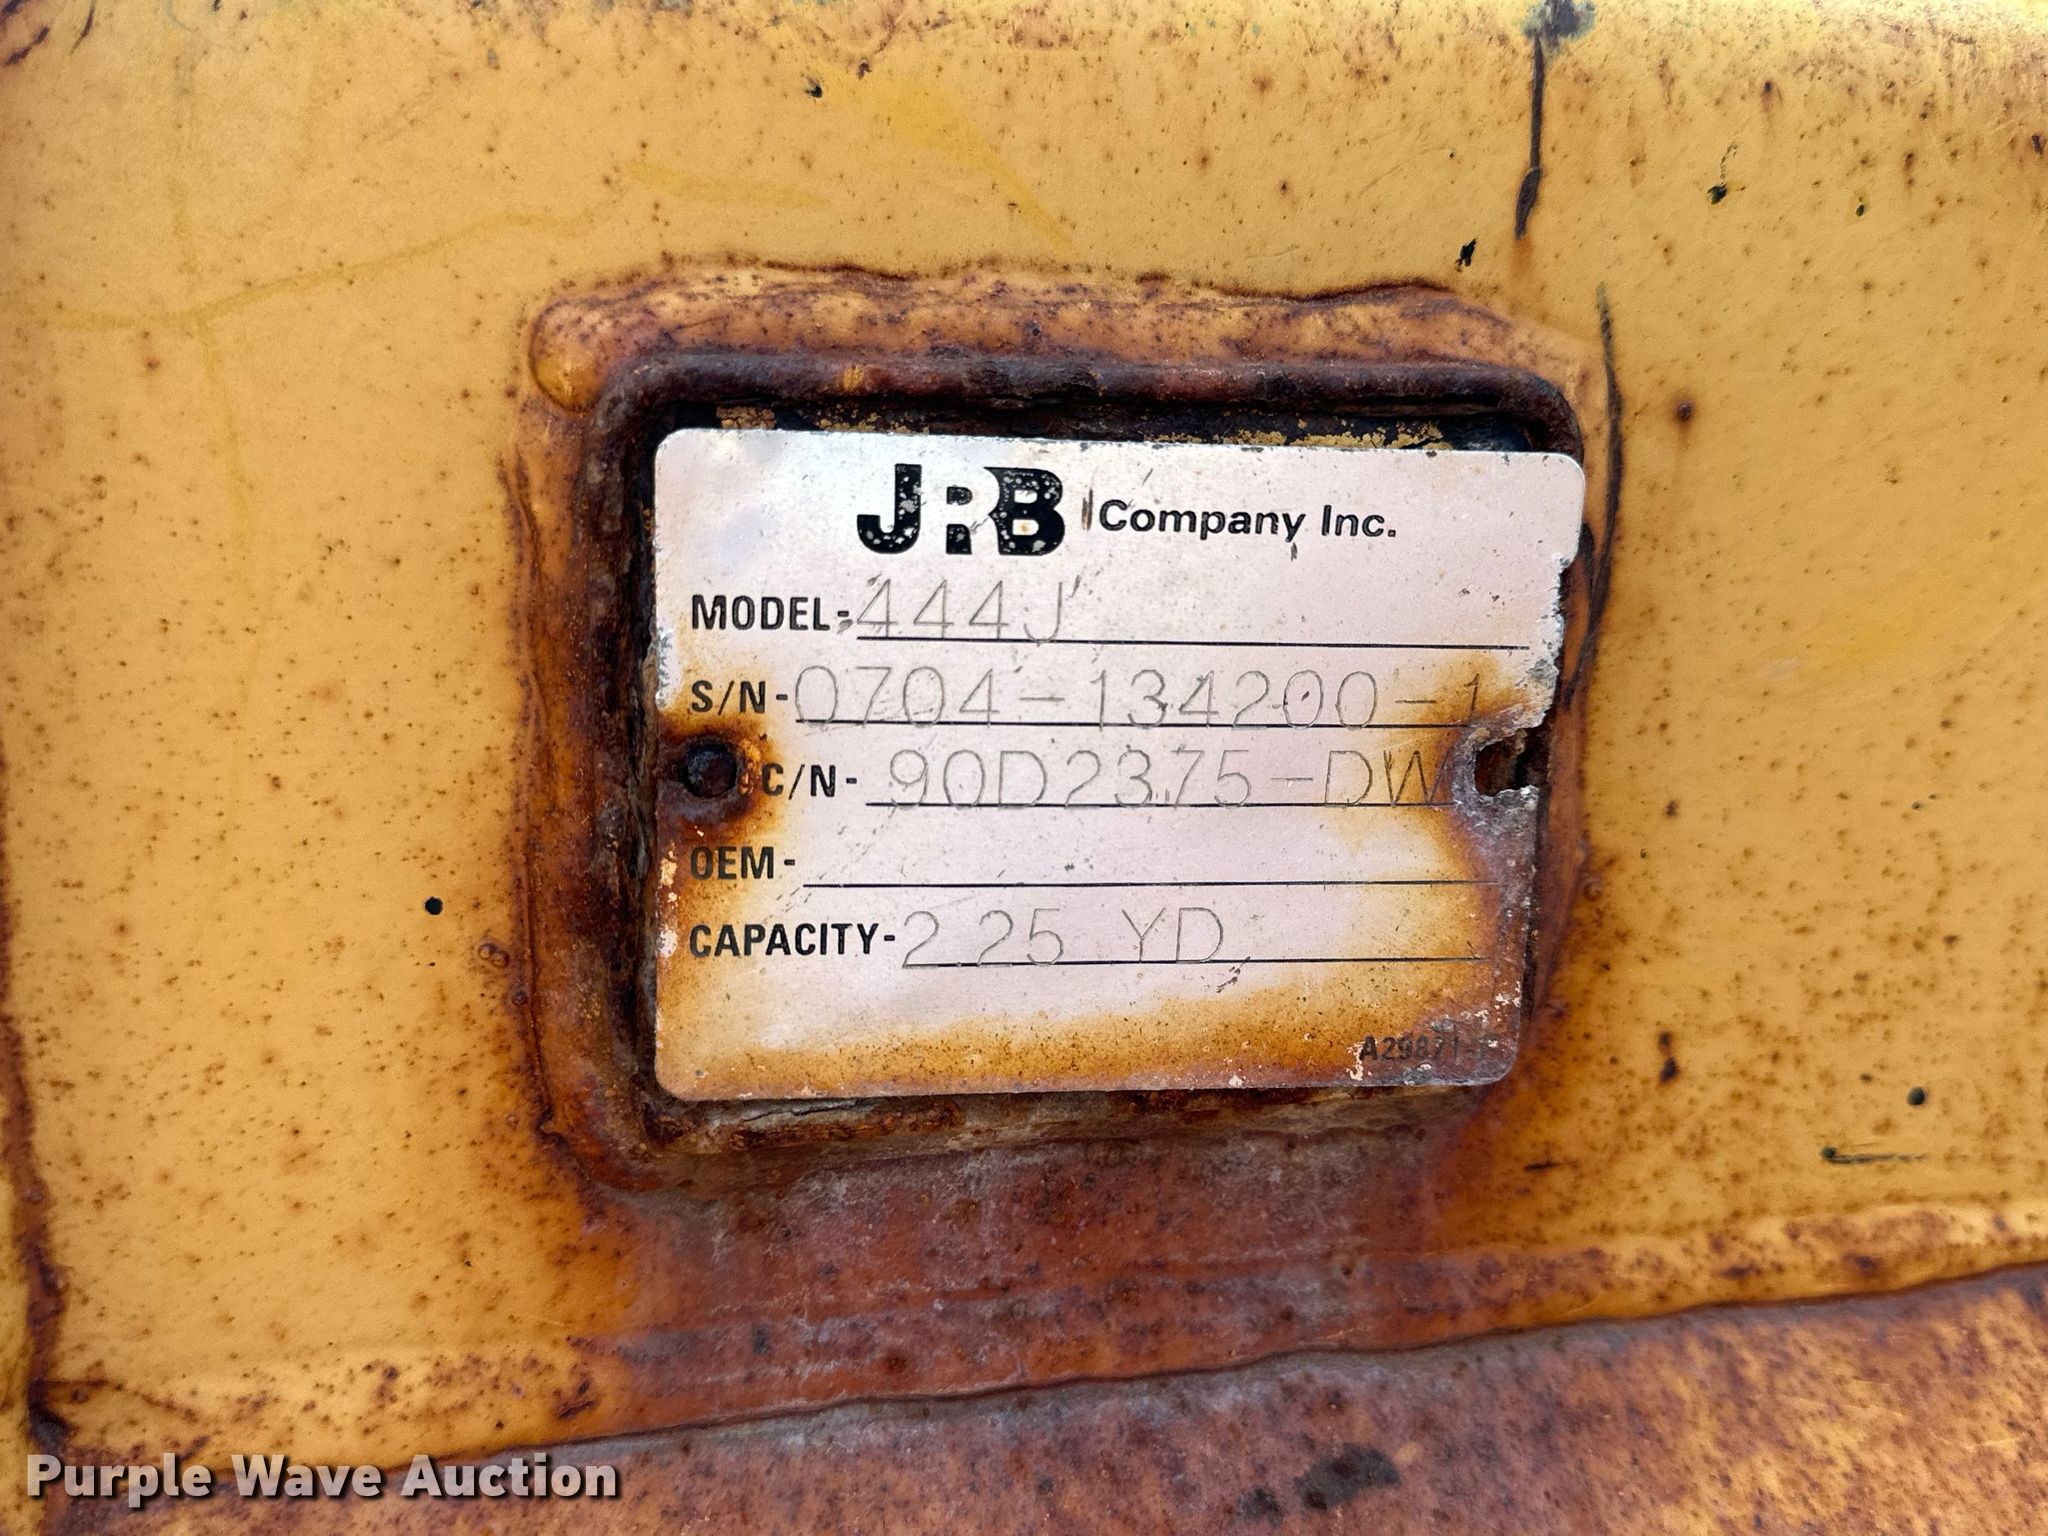 JRB Company Inc.
MODEL- 444J
S/N- 0704-134200-1
C/N- 90D2375-DW
OEM-
CAPACITY- 2.25 YD
Purple Wave Auction